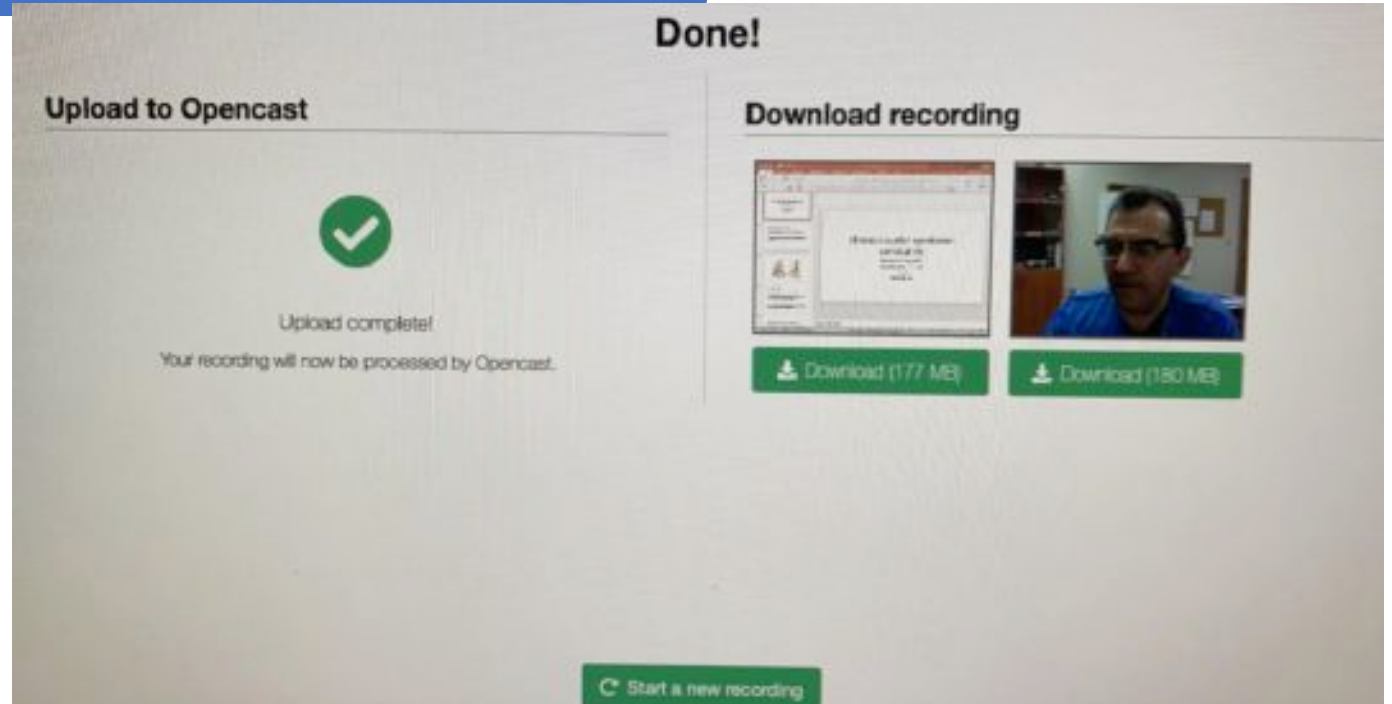 Done!
Upload to Opencast
Upload complete!
Your recording will now be processed by Opencast.
Download recording
Download (177 MB)
Download (180 MB)
Start a new recording